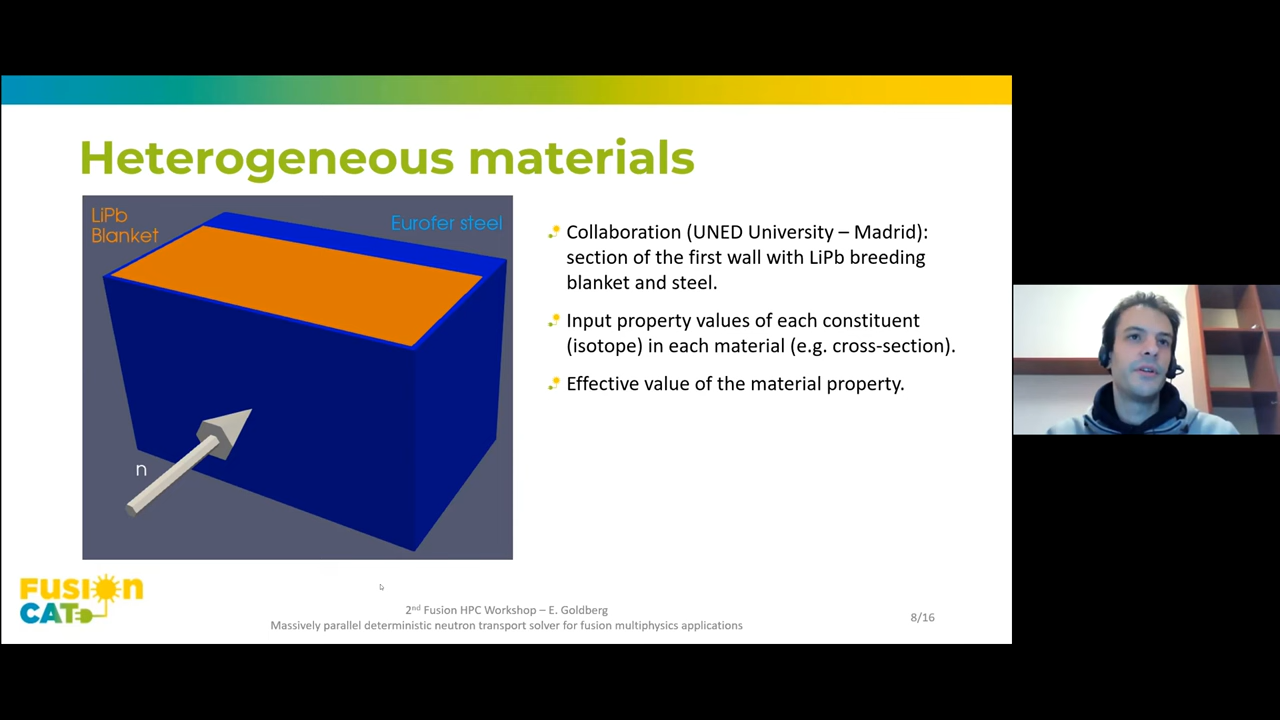 Heterogeneous materials
LiPb
Blanket
Eurofer steel
n
Collaboration (UNED University – Madrid):
section of the first wall with LiPb breeding
blanket and steel.
Input property values of each constituent
(isotope) in each material (e.g. cross-section).
Effective value of the material property.
FUSION
CAT
2nd Fusion HPC Workshop – E. Goldberg
Massively parallel deterministic neutron transport solver for fusion multiphysics applications
8/16